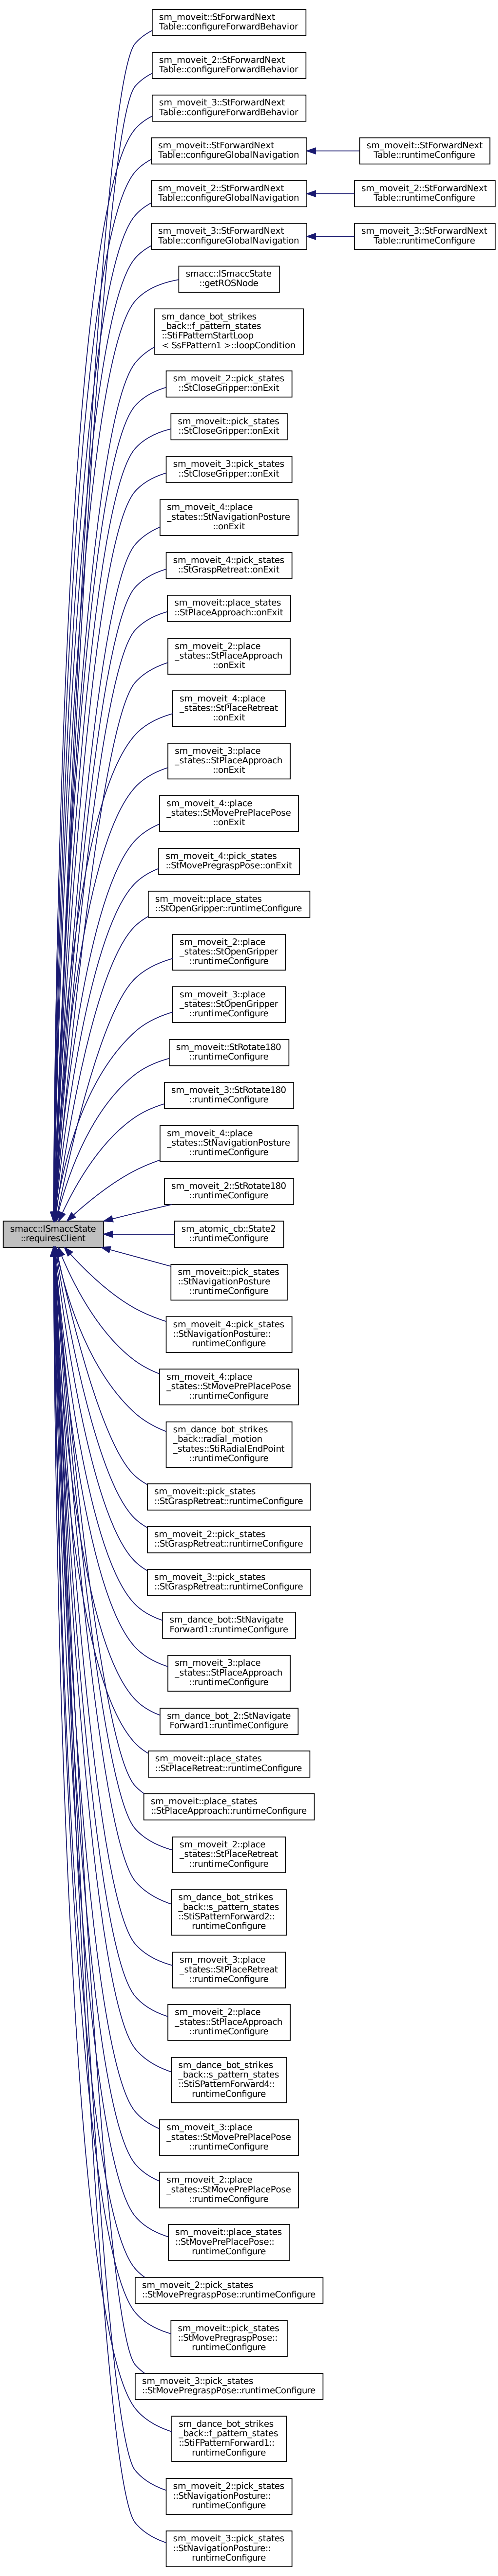 sm_moveit::StForwardNext
Table::configureForwardBehavior
sm_moveit_2::StForwardNext
Table::configureForwardBehavior
sm_moveit_3::StForwardNext
Table::configureForwardBehavior
sm_moveit::StForwardNext
Table::configureGlobalNavigation
sm_moveit::StForwardNext
Table::runtimeConfigure
sm_moveit_2::StForwardNext
Table::configureGlobalNavigation
sm_moveit_2::StForwardNext
Table::runtimeConfigure
sm_moveit_3::StForwardNext
Table::configureGlobalNavigation
sm_moveit_3::StForwardNext
Table::runtimeConfigure
smacc::ISmaccState
::getROSNode
sm_dance_bot_strikes
_back::f_pattern_states
::StiFPatternStartLoop
< SsFPattern1 >::loopCondition
sm_moveit_2::pick_states
::StCloseGripper::onExit
sm_moveit::pick_states
::StCloseGripper::onExit
sm_moveit_3::pick_states
::StCloseGripper::onExit
sm_moveit_4::place
_states::StNavigationPosture
::onExit
sm_moveit_4::pick_states
::StGraspRetreat::onExit
sm_moveit::place_states
::StPlaceApproach::onExit
sm_moveit_2::place
_states::StPlaceApproach
::onExit
sm_moveit_4::place
_states::StPlaceRetreat
::onExit
sm_moveit_3::place
_states::StPlaceApproach
::onExit
sm_moveit_4::place
_states::StMovePrePlacePose
::onExit
sm_moveit_4::pick_states
::StMovePregraspPose::onExit
sm_moveit::place_states
::StOpenGripper::runtimeConfigure
sm_moveit_2::place
_states::StOpenGripper
::runtimeConfigure
sm_moveit_3::place
_states::StOpenGripper
::runtimeConfigure
sm_moveit::StRotate180
::runtimeConfigure
sm_moveit_3::StRotate180
::runtimeConfigure
sm_moveit_4::place
_states::StNavigationPosture
::runtimeConfigure
sm_moveit_2::StRotate180
::runtimeConfigure
smacc::ISmaccState
::requiresClient
sm_atomic_cb::State2
::runtimeConfigure
sm_moveit::pick_states
::StNavigationPosture
::runtimeConfigure
sm_moveit_4::pick_states
::StNavigationPosture::
runtimeConfigure
sm_moveit_4::place
_states::StMovePrePlacePose
::runtimeConfigure
sm_dance_bot_strikes
_back::radial_motion
_states::StiRadialEndPoint
::runtimeConfigure
sm_moveit::pick_states
::StGraspRetreat::runtimeConfigure
sm_moveit_2::pick_states
::StGraspRetreat::runtimeConfigure
sm_moveit_3::pick_states
::StGraspRetreat::runtimeConfigure
sm_dance_bot::StNavigate
Forward1::runtimeConfigure
sm_moveit_3::place
_states::StPlaceApproach
::runtimeConfigure
sm_dance_bot_2::StNavigate
Forward1::runtimeConfigure
sm_moveit::place_states
::StPlaceRetreat::runtimeConfigure
sm_moveit::place_states
::StPlaceApproach::runtimeConfigure
sm_moveit_2::place
_states::StPlaceRetreat
::runtimeConfigure
sm_dance_bot_strikes
_back::s_pattern_states
::StiSPatternForward2::
runtimeConfigure
sm_moveit_3::place
_states::StPlaceRetreat
::runtimeConfigure
sm_moveit_2::place
_states::StPlaceApproach
::runtimeConfigure
sm_dance_bot_strikes
_back::s_pattern_states
::StiSPatternForward4::
runtimeConfigure
sm_moveit_3::place
_states::StMovePrePlacePose
::runtimeConfigure
sm_moveit_2::place
_states::StMovePrePlacePose
::runtimeConfigure
sm_moveit::place_states
::StMovePrePlacePose::
runtimeConfigure
sm_moveit_2::pick_states
::StMovePregraspPose::runtimeConfigure
sm_moveit::pick_states
::StMovePregraspPose::
runtimeConfigure
sm_moveit_3::pick_states
::StMovePregraspPose::runtimeConfigure
sm_dance_bot_strikes
_back::f_pattern_states
::StiFPatternForward1::
runtimeConfigure
sm_moveit_2::pick_states
::StNavigationPosture::
runtimeConfigure
sm_moveit_3::pick_states
::StNavigationPosture::
runtimeConfigure